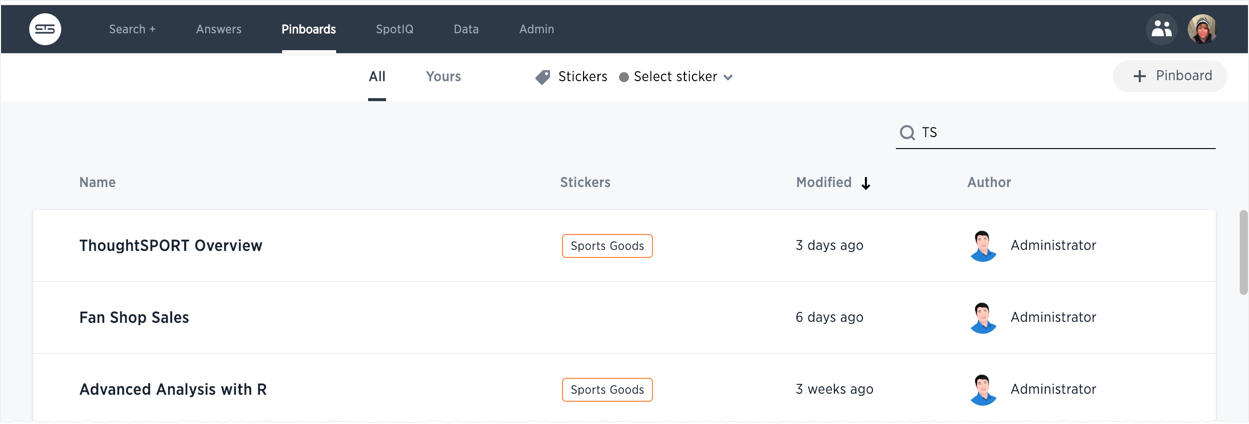 Search + Answers Pinboards SpotIQ Data Admin
All Yours Stickers Select sticker + Pinboard
TS
Name Stickers Modified Author
ThoughtSPORT Overview Sports Goods 3 days ago Administrator
Fan Shop Sales 6 days ago Administrator
Advanced Analysis with R Sports Goods 3 weeks ago Administrator